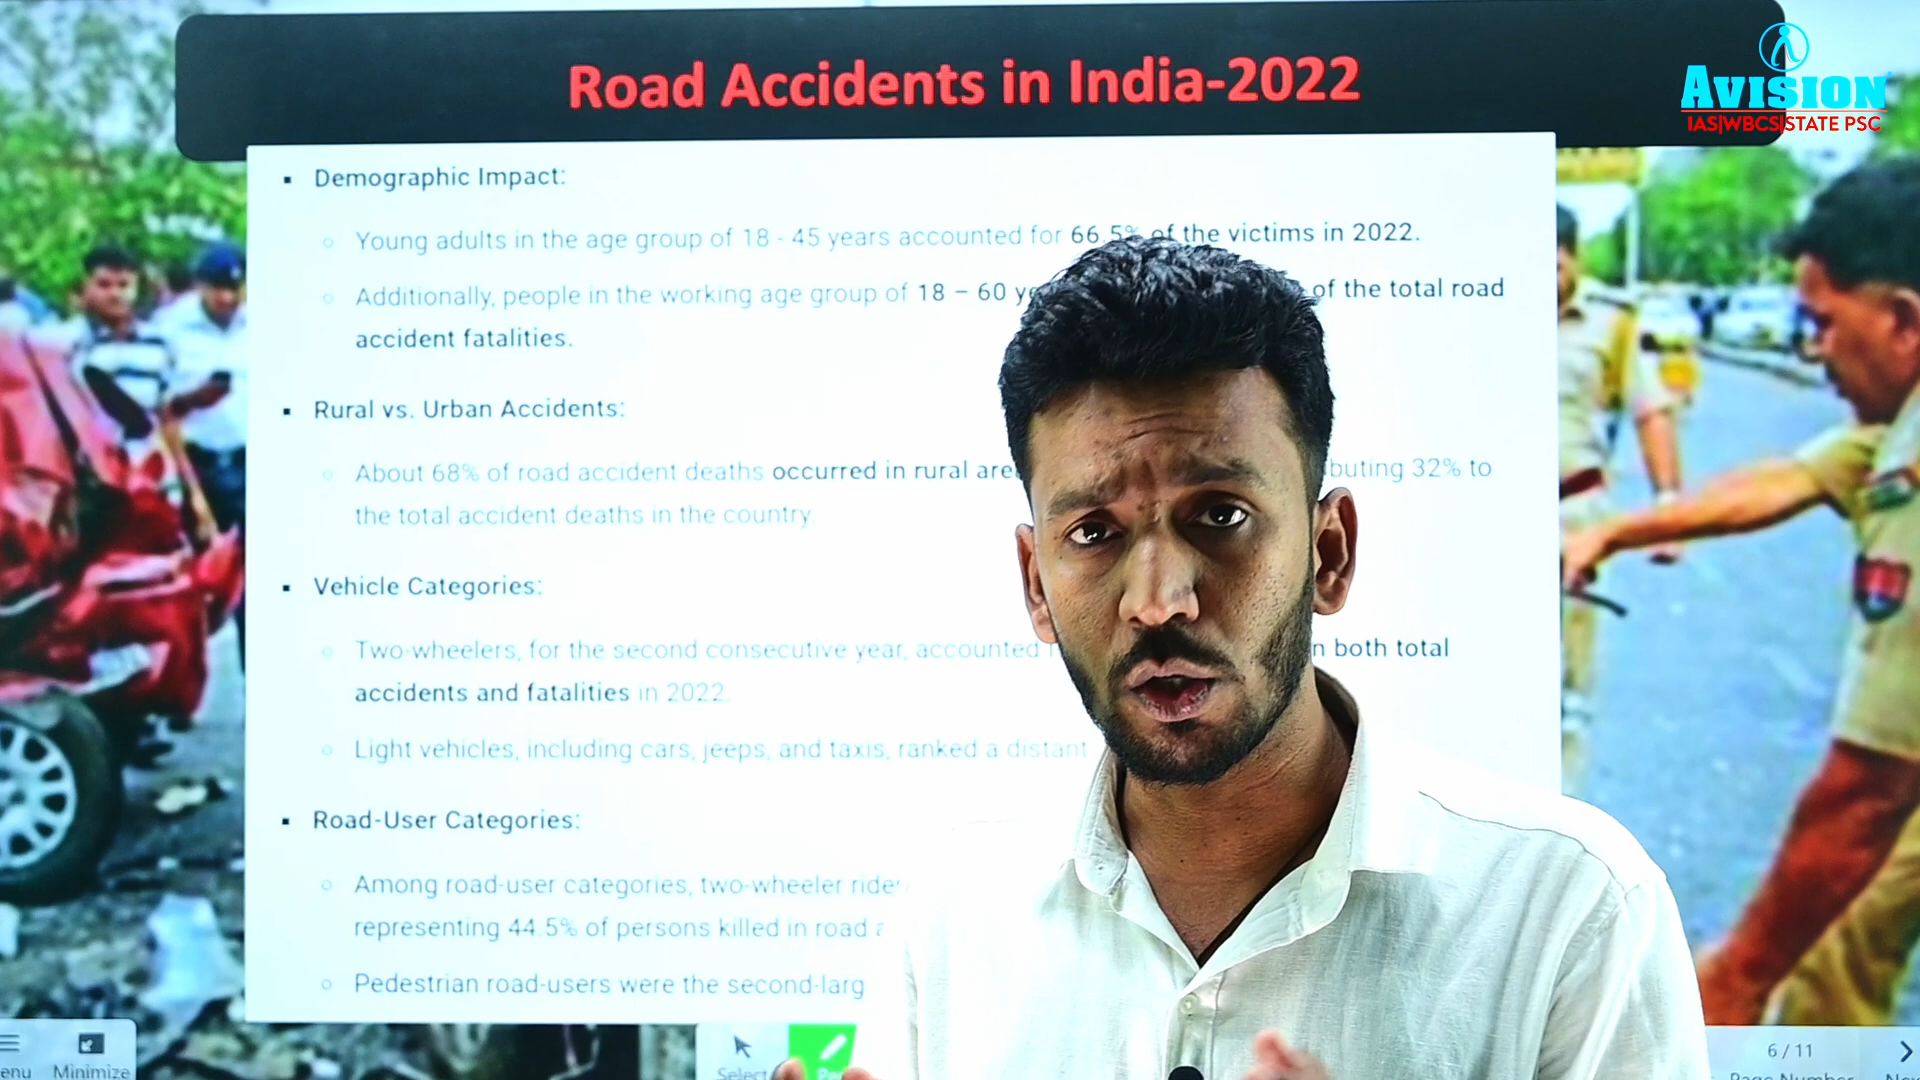 Road Accidents in India-2022
AVISION
IAS|WBCS|STATE PSC
▪ Demographic Impact:
○ Young adults in the age group of 18 - 45 years accounted for 66.5% of the victims in 2022.
○ Additionally, people in the working age group of 18 – 60 of the total road
accident fatalities.
▪ Rural vs. Urban Accidents:
○ About 68% of road accident deaths occurred in rural 32% to
the total accident deaths in the country
▪ Vehicle Categories:
○ Two-wheelers, for the second consecutive year, accounted both total
accidents and fatalities in 2022.
○ Light vehicles, including cars, jeeps, and taxis, ranked a distant
▪ Road-User Categories:
○ Among road-user categories, two-wheeler
representing 44.5% of persons killed in road
○ Pedestrian road-users were the
Minimize
Select
6 / 11
Page Number